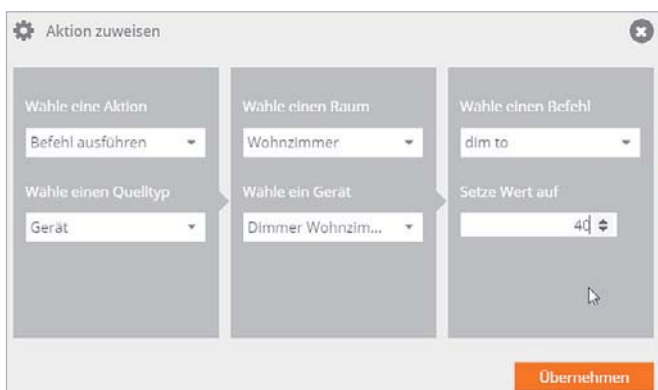 Aktion zuweisen
Wähle eine Aktion
Befehl ausführen
Wähle einen Quelltyp
Gerät
Wähle einen Raum
Wohnzimmer
Wähle ein Gerät
Dimmer Wohnzim...
Wähle einen Befehl
dim to
Setze Wert auf
40
Übernehmen